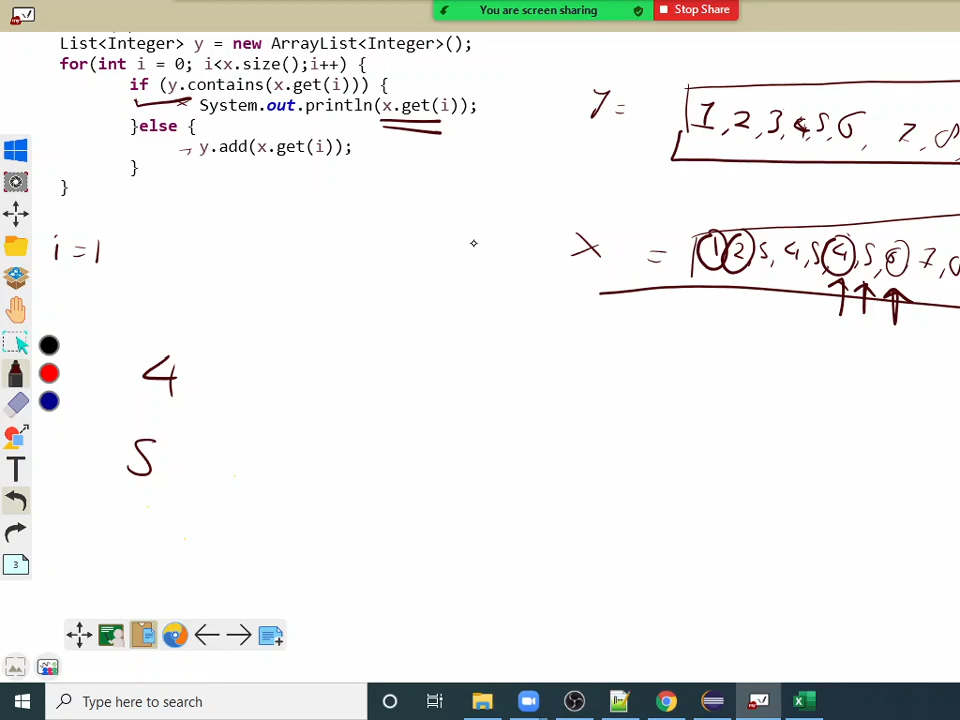 You are screen sharing
Stop Share
List<Integer> y = new ArrayList<Integer>();
for(int i = 0; i<x.size();i++) {
if (y.contains(x.get(i))) {
System.out.println(x.get(i));
}else {
y.add(x.get(i));
}
}
Y = 1, 2, 3, 4, 5, 6, 7, 8
i = 1
X = 1 2, 5, 4, 5, 4, 5, 6, 7,
4
5
T
3
Type here to search